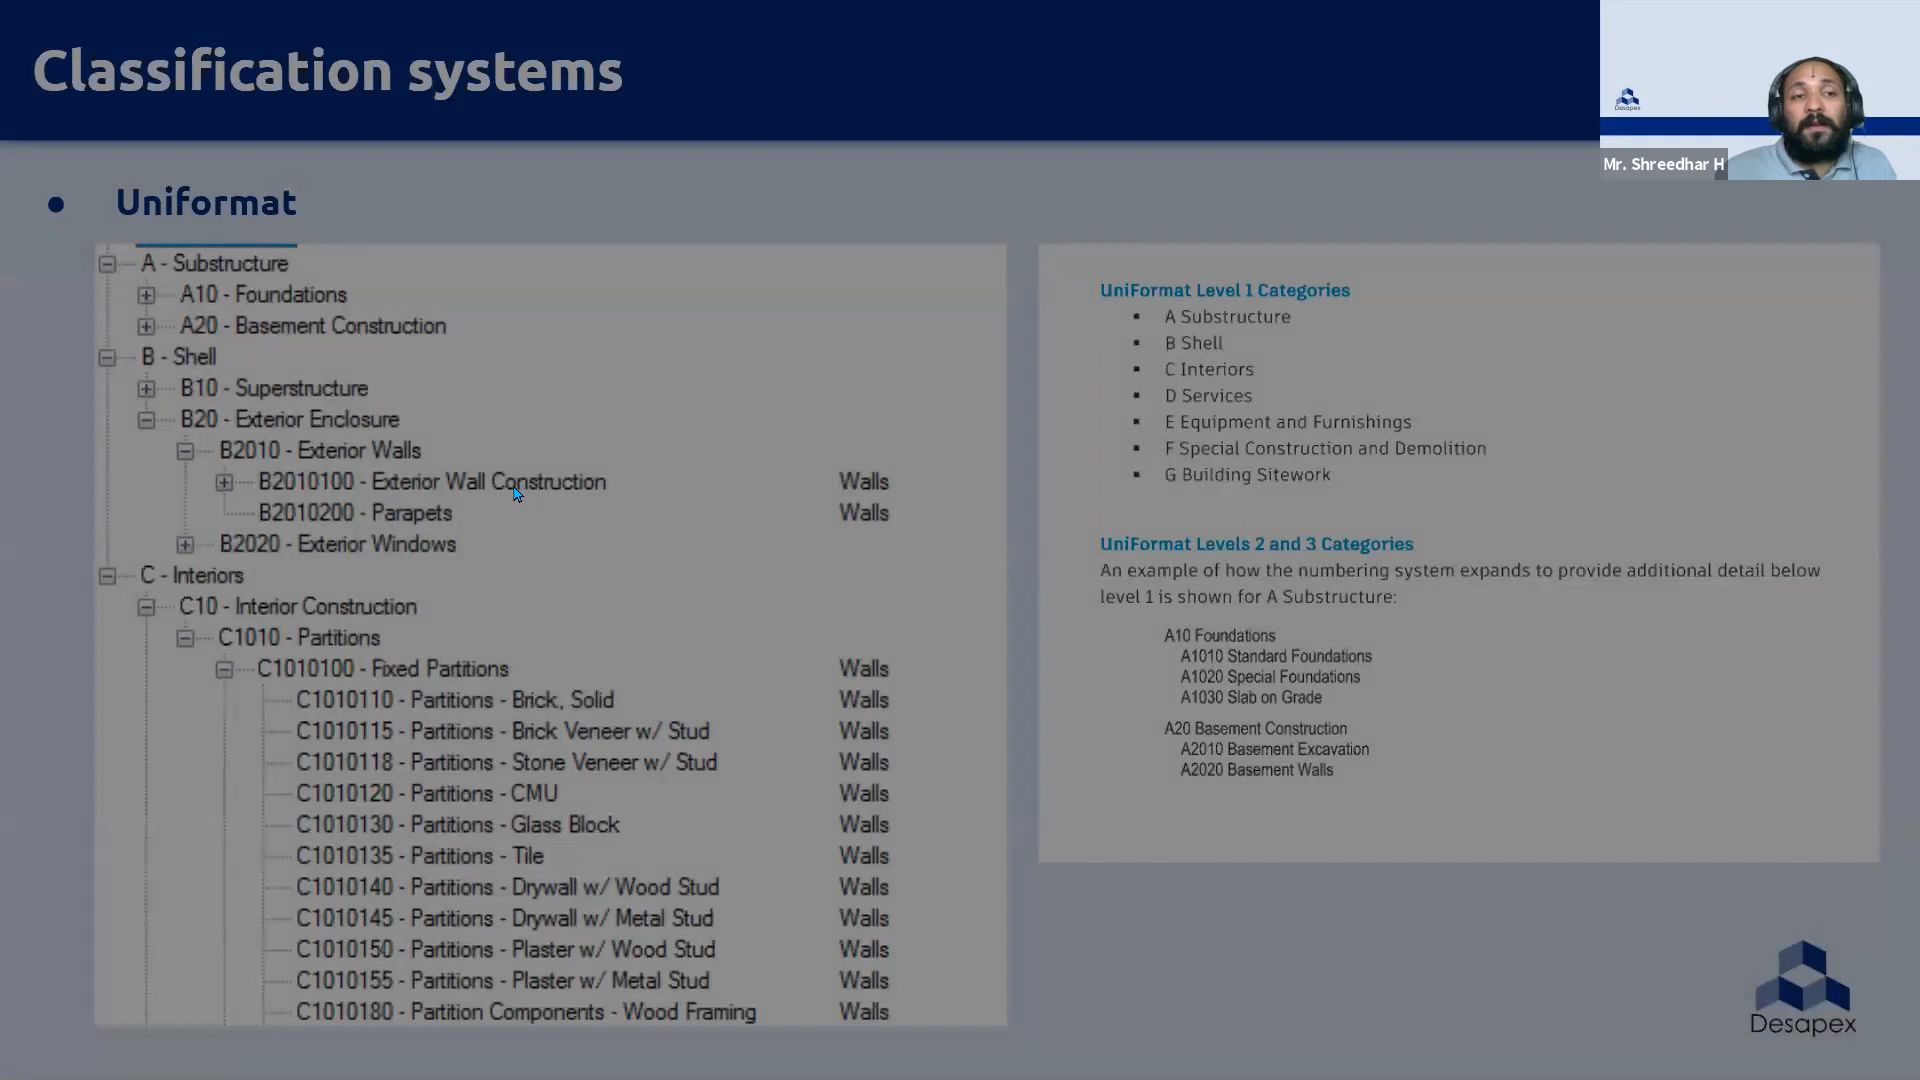 Classification systems
Desapex
Mr. Shreedhar H
● Uniformat
A - Substructure
A10 - Foundations
A20 - Basement Construction
B - Shell
B10 - Superstructure
B20 - Exterior Enclosure
B2010 - Exterior Walls
B2010100 - Exterior Wall Construction Walls
B2010200 - Parapets Walls
B2020 - Exterior Windows
C - Interiors
C10 - Interior Construction
C1010 - Partitions
C1010100 - Fixed Partitions Walls
C1010110 - Partitions - Brick, Solid Walls
C1010115 - Partitions - Brick Veneer w/ Stud Walls
C1010118 - Partitions - Stone Veneer w/ Stud Walls
C1010120 - Partitions - CMU Walls
C1010130 - Partitions - Glass Block Walls
C1010135 - Partitions - Tile Walls
C1010140 - Partitions - Drywall w/ Wood Stud Walls
C1010145 - Partitions - Drywall w/ Metal Stud Walls
C1010150 - Partitions - Plaster w/ Wood Stud Walls
C1010155 - Partitions - Plaster w/ Metal Stud Walls
C1010180 - Partition Components - Wood Framing Walls
UniFormat Level 1 Categories
▪ A Substructure
▪ B Shell
▪ C Interiors
▪ D Services
▪ E Equipment and Furnishings
▪ F Special Construction and Demolition
▪ G Building Sitework
UniFormat Levels 2 and 3 Categories
An example of how the numbering system expands to provide additional detail below
level 1 is shown for A Substructure:
A10 Foundations
A1010 Standard Foundations
A1020 Special Foundations
A1030 Slab on Grade
A20 Basement Construction
A2010 Basement Excavation
A2020 Basement Walls
Desapex